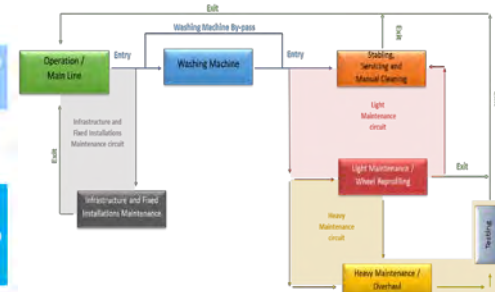 Exit
Washing Machine By-pass
Exit
Operation /
Main Line
Entry
Washing Machine
Entry
Stabling,
Servicing and
Manual Cleaning
Infrastructure and
Fixed Installations
Maintenance circuit
Light
Maintenance
circuit
Exit
Light Maintenance /
Wheel Reprofiling
Exit
Infrastructure and Fixed
Installations Maintenance
Heavy
Maintenance
circuit
Testing
Heavy Maintenance /
Overhaul